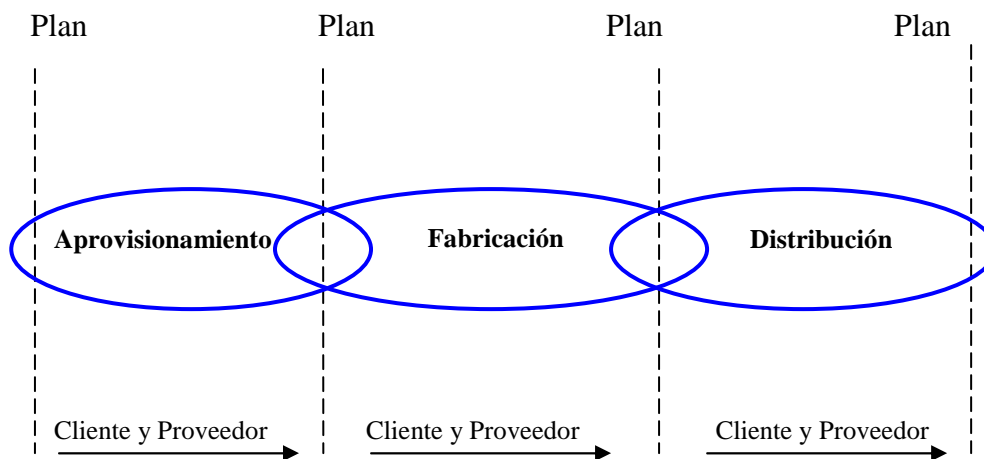 Plan Plan Plan Plan
Aprovisionamiento Fabricación Distribución
Cliente y Proveedor Cliente y Proveedor Cliente y Proveedor